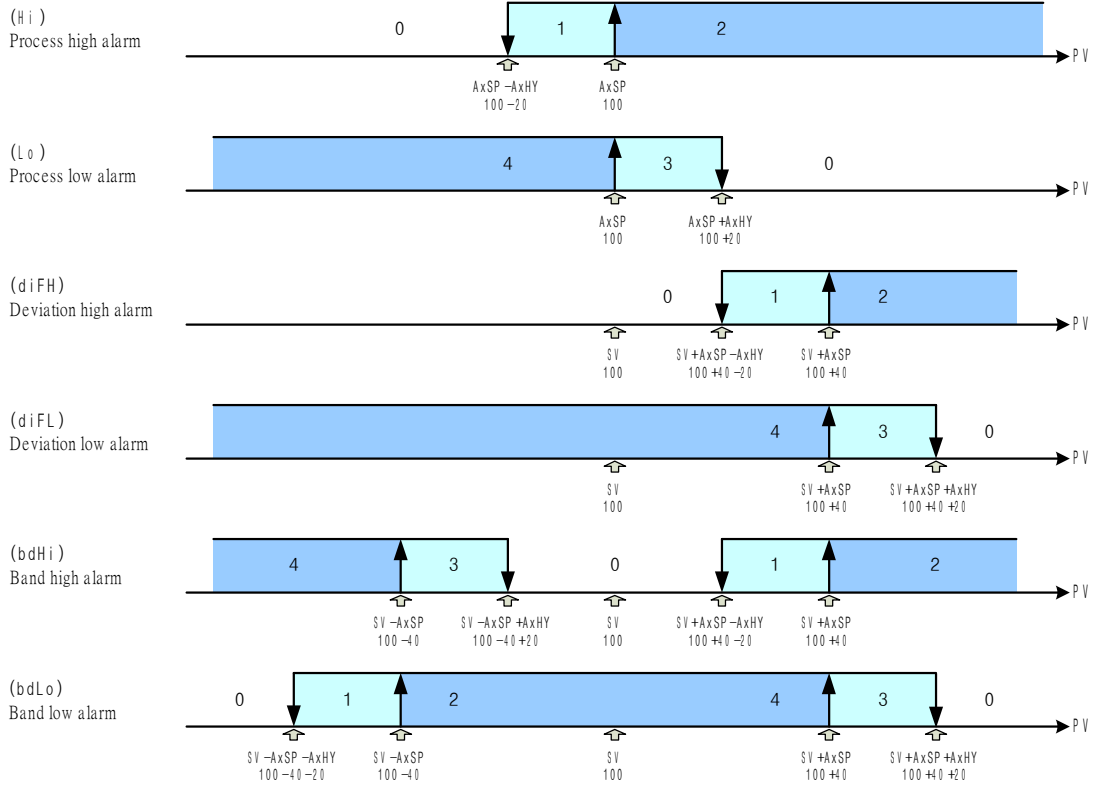 (Hi)
Process high alarm
0
1
2
PV
AxSP-AxHY
100-20
AxSP
100
(Lo)
Process low alarm
4
3
0
PV
AxSP
100
AxSP+AxHY
100+20
(diFH)
Deviation high alarm
0
1
2
PV
SV
100
SV+AxSP-AxHY
100+40-20
SV+AxSP
100+40
(diFL)
Deviation low alarm
4
3
0
PV
SV
100
SV+AxSP
100+40
SV+AxSP+AxHY
100+40+20
(bdHi)
Band high alarm
4
3
0
1
2
PV
SV-AxSP
100-40
SV-AxSP+AxHY
100-40+20
SV
100
SV+AxSP-AxHY
100+40-20
SV+AxSP
100+40
(bdLo)
Band low alarm
0
1
2
4
3
0
PV
SV-AxSP-AxHY
100-40-20
SV-AxSP
100-40
SV
100
SV+AxSP
100+40
SV+AxSP+AxHY
100+40+20